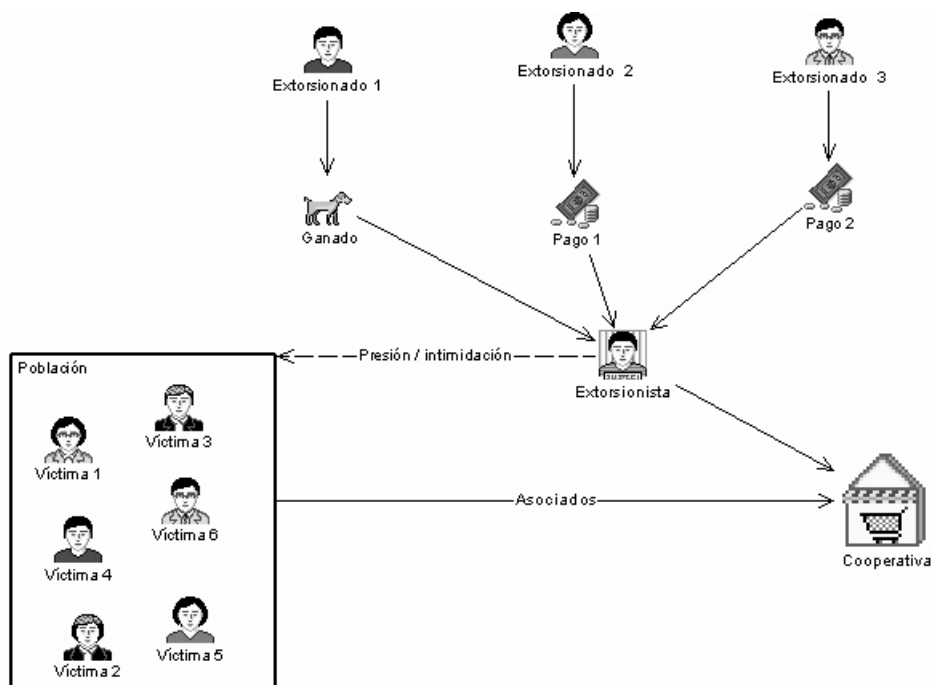 Extorsionado 1
Extorsionado 2
Extorsionado 3
Ganado
Pago 1
Pago 2
Presión / intimidación
Extorsionista
Población
Víctima 3
Víctima 1
Víctima 6
Asociados
Víctima 4
Cooperativa
Víctima 5
Víctima 2